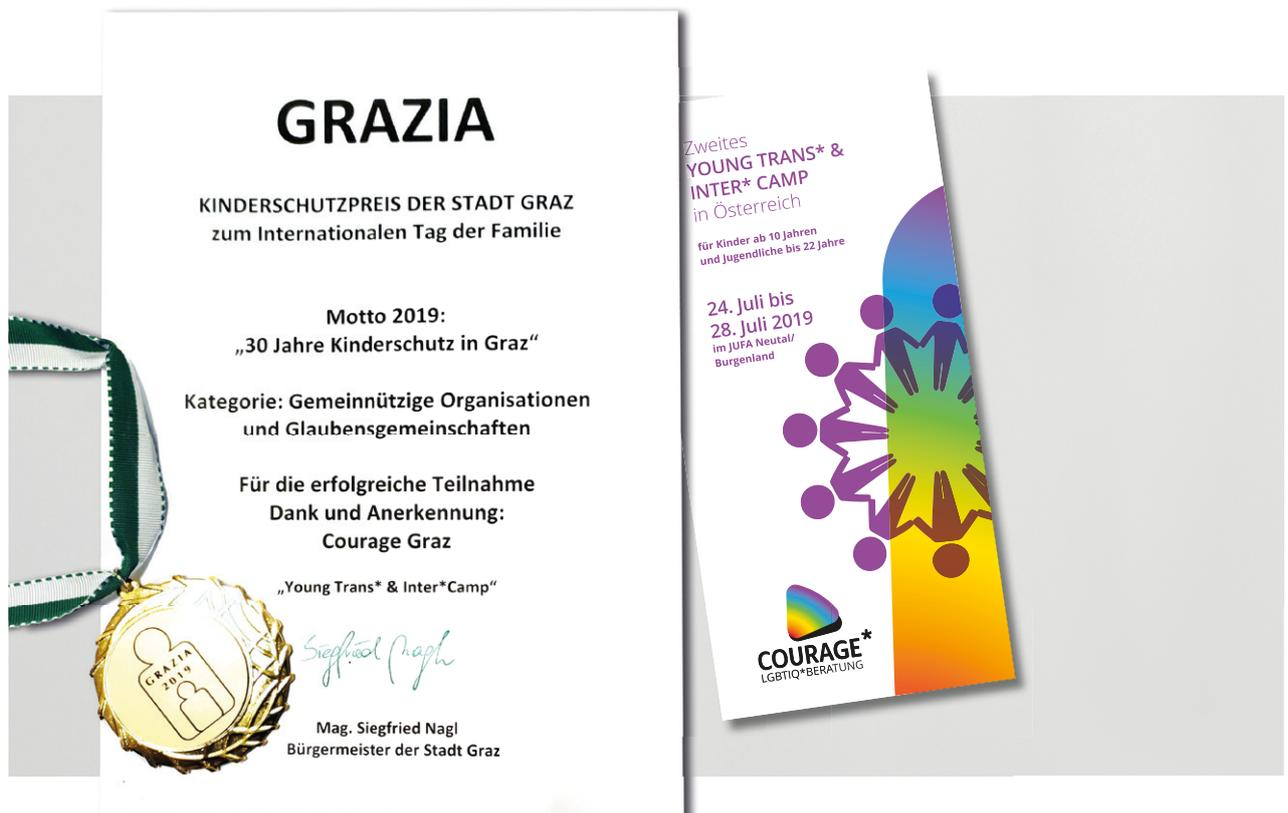 GRAZIA
KINDERSCHUTZPREIS DER STADT GRAZ
zum Internationalen Tag der Familie
Motto 2019:
„30 Jahre Kinderschutz in Graz“
Kategorie: Gemeinnützige Organisationen
und Glaubensgemeinschaften
Für die erfolgreiche Teilnahme
Dank und Anerkennung:
Courage Graz
„Young Trans* & Inter*Camp“
Siegfried Nagl
Mag. Siegfried Nagl
Bürgermeister der Stadt Graz
GRAZIA
2019
Zweites
YOUNG TRANS* &
INTER* CAMP
in Österreich
für Kinder ab 10 Jahren
und Jugendliche bis 22 Jahre
24. Juli bis
28. Juli 2019
im JUFA Neutal/
Burgenland
COURAGE*
LGBTIQ*BERATUNG